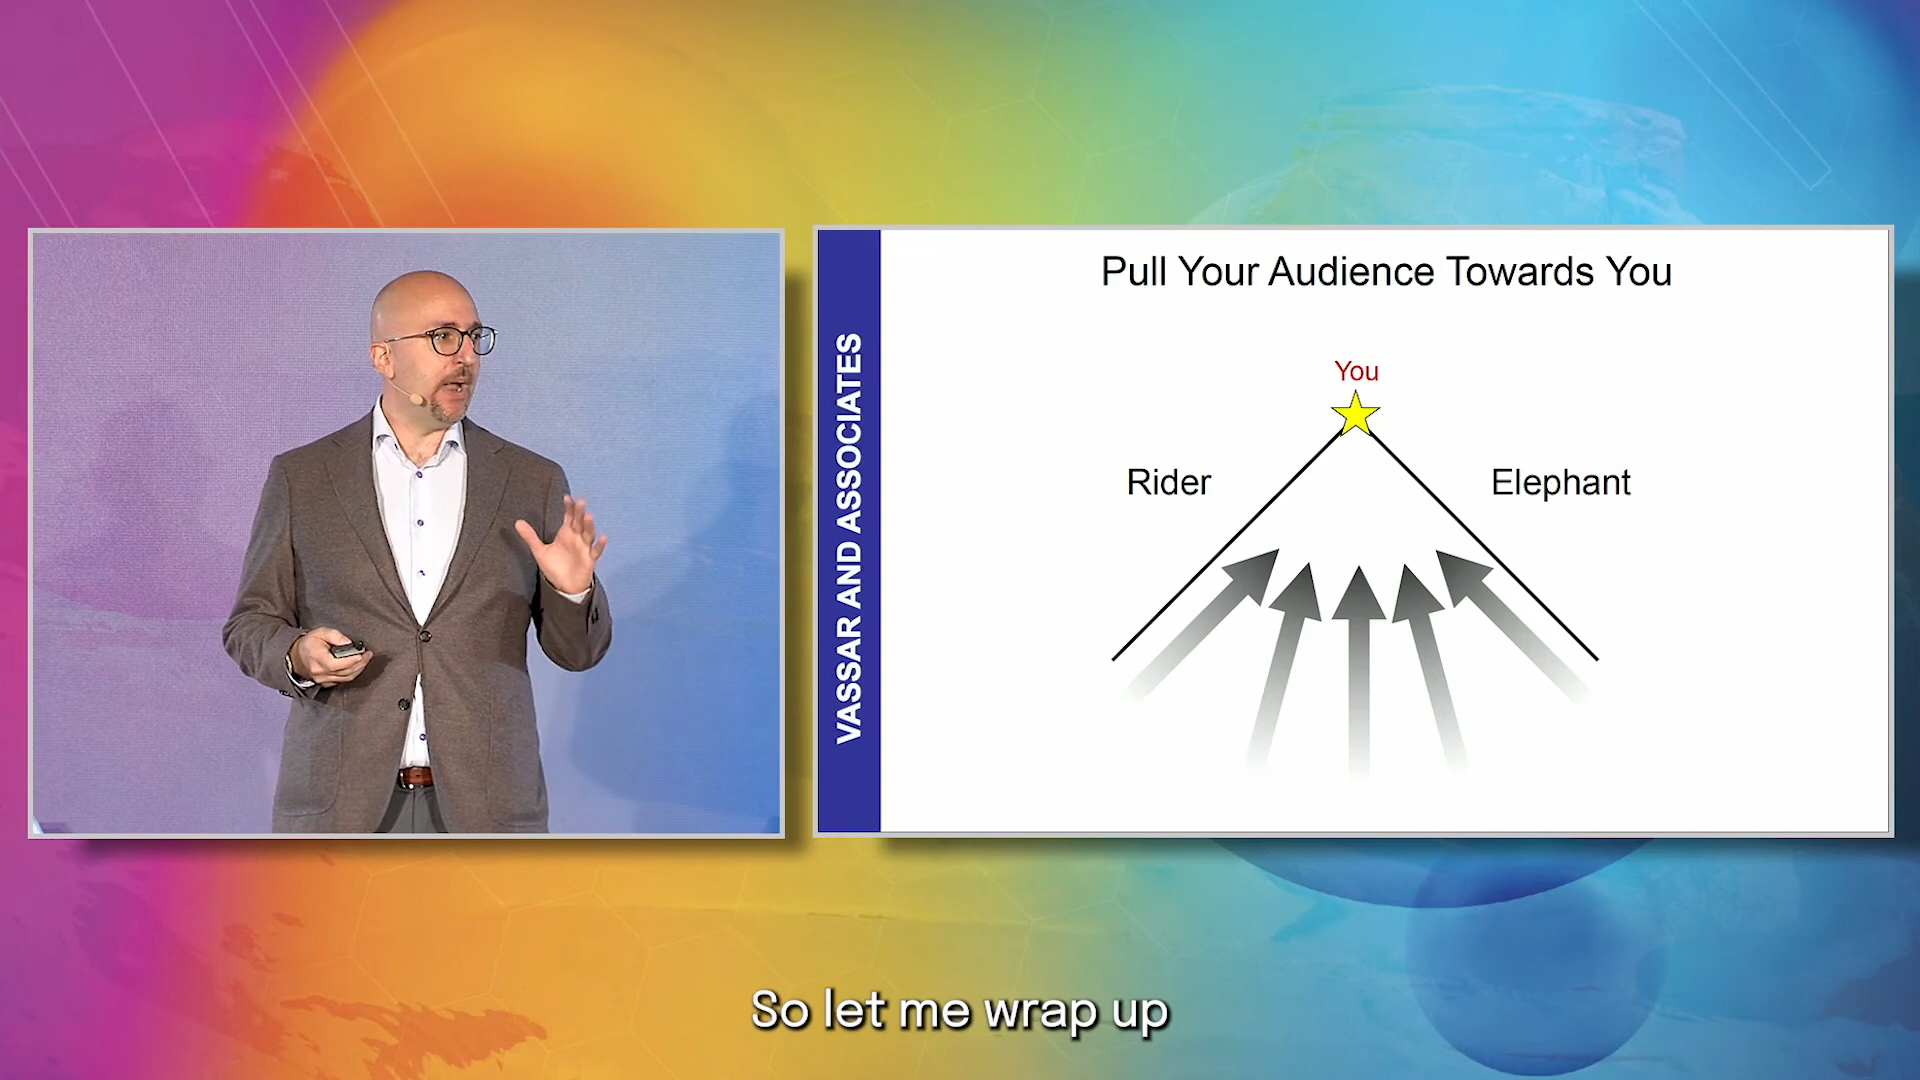 Pull Your Audience Towards You
You
Rider
Elephant
VASSAR AND ASSOCIATES
So let me wrap up